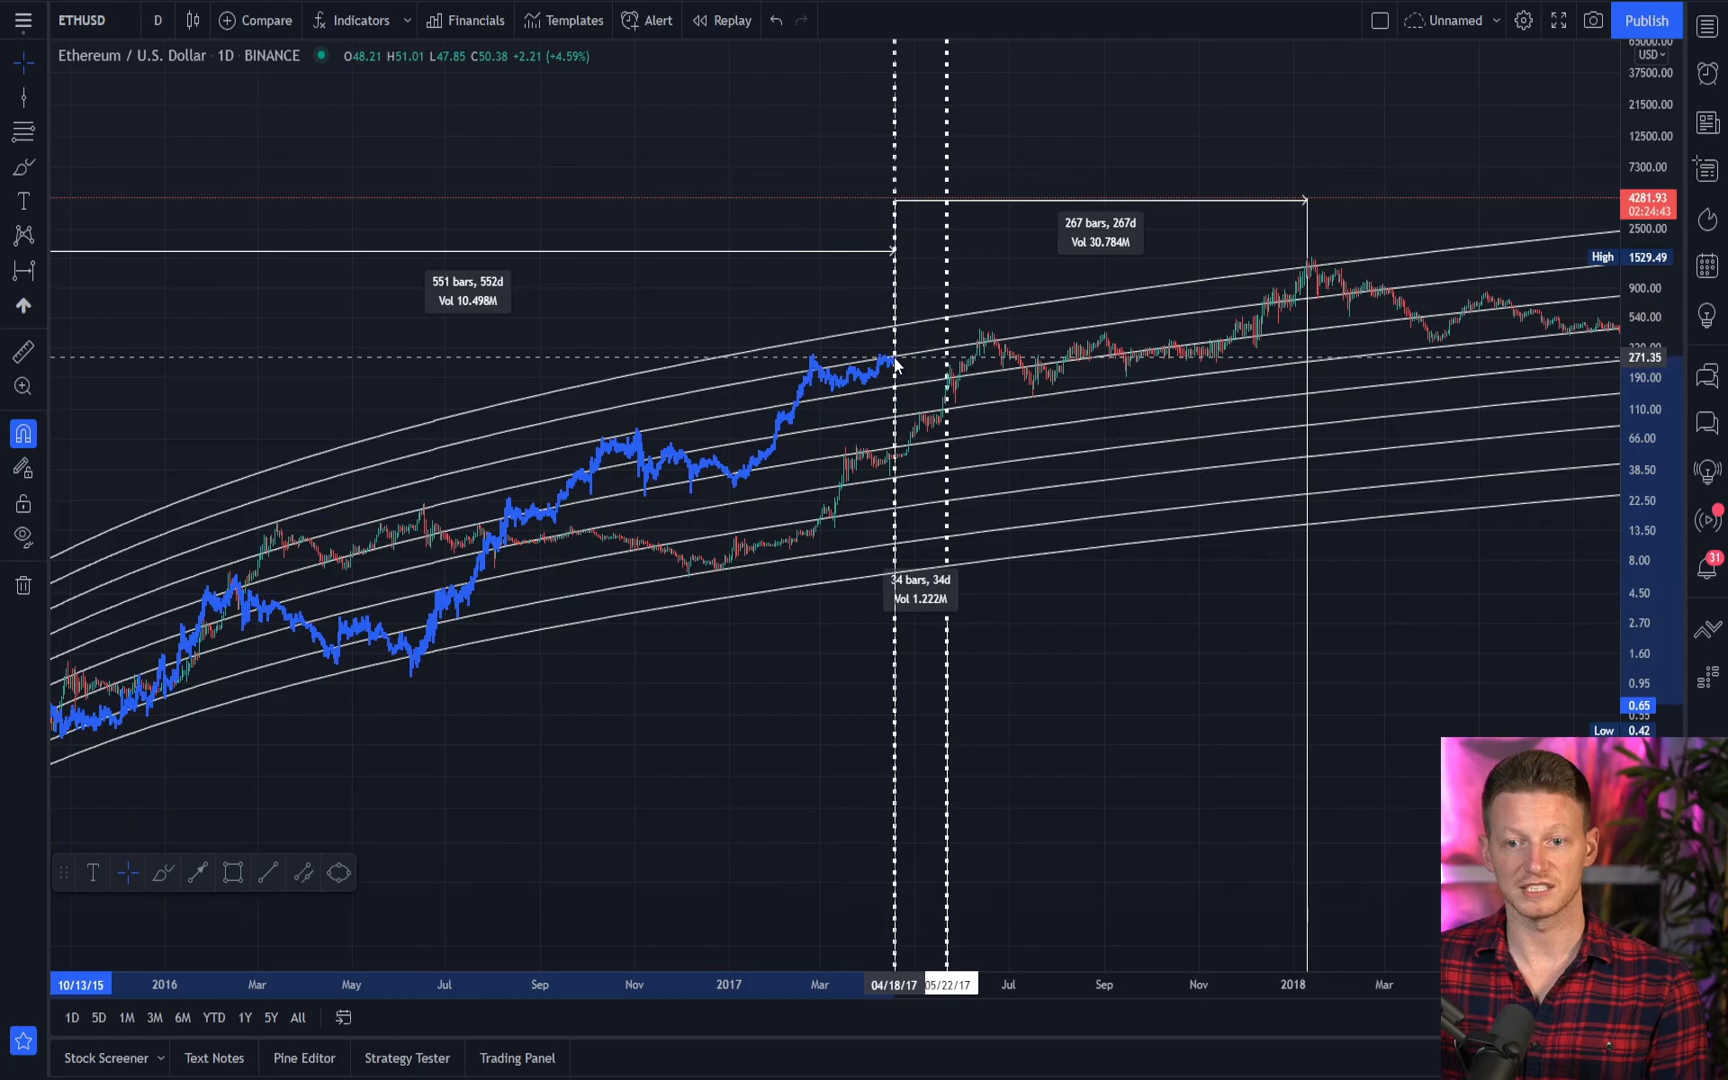 ETHUSD D Compare Indicators Financials Templates Alert Replay Unnamed Publish
Ethereum / U.S. Dollar · 1D · BINANCE O48.21 H51.01 L47.85 C50.38 +2.21 (+4.59%)
65000.00
USD
37500.00
21500.00
12500.00
7300.00
4281.93
02:24:43
2500.00
High 1529.49
900.00
540.00
271.35
190.00
110.00
66.00
38.50
22.50
13.50
8.00
4.50
2.70
1.60
0.95
0.65
0.55
Low 0.42
31
267 bars, 267d
Vol 30.784M
551 bars, 552d
Vol 10.498M
34 bars, 34d
Vol 1.222M
T
10/13/15 2016 Mar May Jul Sep Nov 2017 Mar 04/18/17 05/22/17 Jul Sep Nov 2018 Mar
1D 5D 1M 3M 6M YTD 1Y 5Y All
Stock Screener Text Notes Pine Editor Strategy Tester Trading Panel